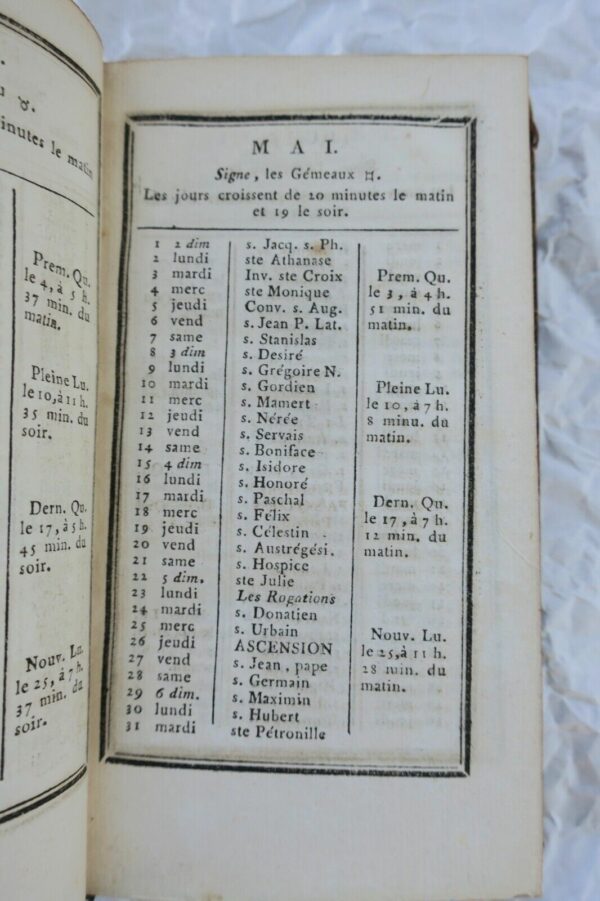 u ♉.
inutes le matin
Prem. Qu.
le 4, à 5 h.
37 min. du
matin.
Pleine Lu.
le 10, à 11 h.
35 min. du
soir.
Dern. Qu.
le 17, à 5 h.
45 min. du
soir.
Nouv. Lu.
le 25, à 7 h.
37 min. du
soir.
MAI.
Signe, les Gémeaux ♊.
Les jours croissent de 20 minutes le matin
et 19 le soir.
1 2 dim s. Jacq. s. Ph.
2 lundi ste Athanase
3 mardi Inv. ste Croix
4 merc ste Monique
5 jeudi Conv. s. Aug.
6 vend s. Jean P. Lat.
7 same s. Stanislas
8 3 dim s. Desiré
9 lundi s. Grégoire N.
10 mardi s. Gordien
11 merc s. Mamert
12 jeudi s. Nérée
13 vend s. Servais
14 same s. Boniface
15 4 dim s. Isidore
16 lundi s. Honoré
17 mardi s. Paschal
18 merc s. Félix
19 jeudi s. Célestin
20 vend s. Austrégési.
21 same s. Hospice
22 5 dim. ste Julie
23 lundi Les Rogations
24 mardi s. Donatien
25 merc s. Urbain
26 jeudi ASCENSION
27 vend s. Jean, pape
28 same s. Germain
29 6 dim. s. Maximin
30 lundi s. Hubert
31 mardi ste Pétronille
Prem. Qu.
le 3, à 4 h.
51 min. du
matin.
Pleine Lu.
le 10, à 7 h.
8 minu. du
matin.
Dern. Qu.
le 17, à 7 h.
12 min. du
matin.
Nouv. Lu.
le 25, à 11 h.
28 min. du
matin.